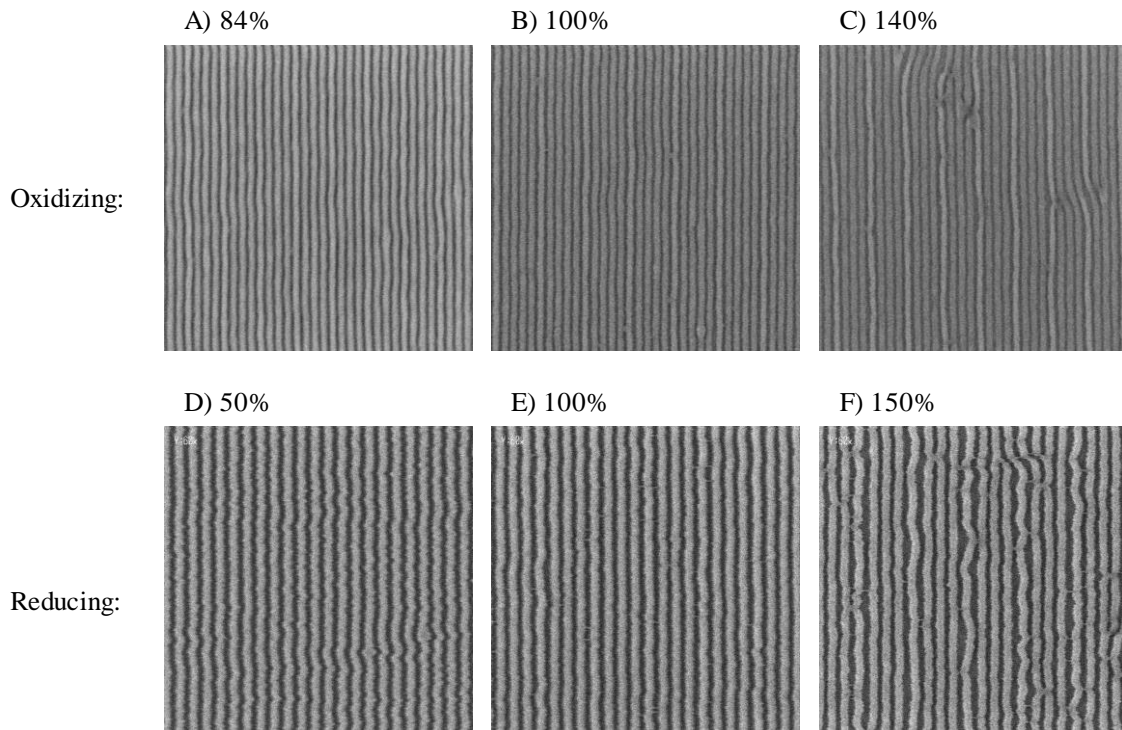 A) 84%
B) 100%
C) 140%
Oxidizing:
D) 50%
E) 100%
F) 150%
Reducing: